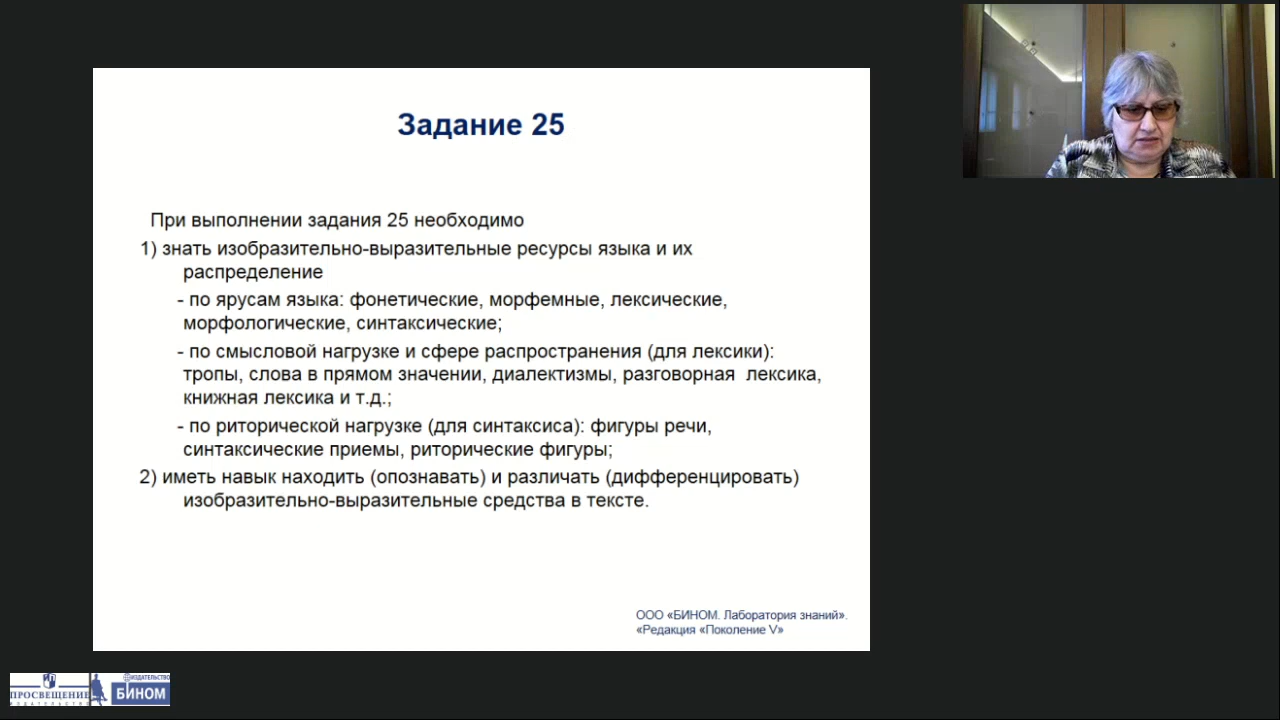 Задание 25
При выполнении задания 25 необходимо
1) знать изобразительно-выразительные ресурсы языка и их
распределение
- по ярусам языка: фонетические, морфемные, лексические,
морфологические, синтаксические;
- по смысловой нагрузке и сфере распространения (для лексики):
тропы, слова в прямом значении, диалектизмы, разговорная лексика,
книжная лексика и т.д.;
- по риторической нагрузке (для синтаксиса): фигуры речи,
синтаксические приемы, риторические фигуры;
2) иметь навык находить (опознавать) и различать (дифференцировать)
изобразительно-выразительные средства в тексте.
ООО «БИНОМ. Лаборатория знаний».
«Редакция «Поколение V»
ПРОСВЕЩЕНИЕ
ИЗДАТЕЛЬСТВО
ИЗДАТЕЛЬСТВО
БИНОМ